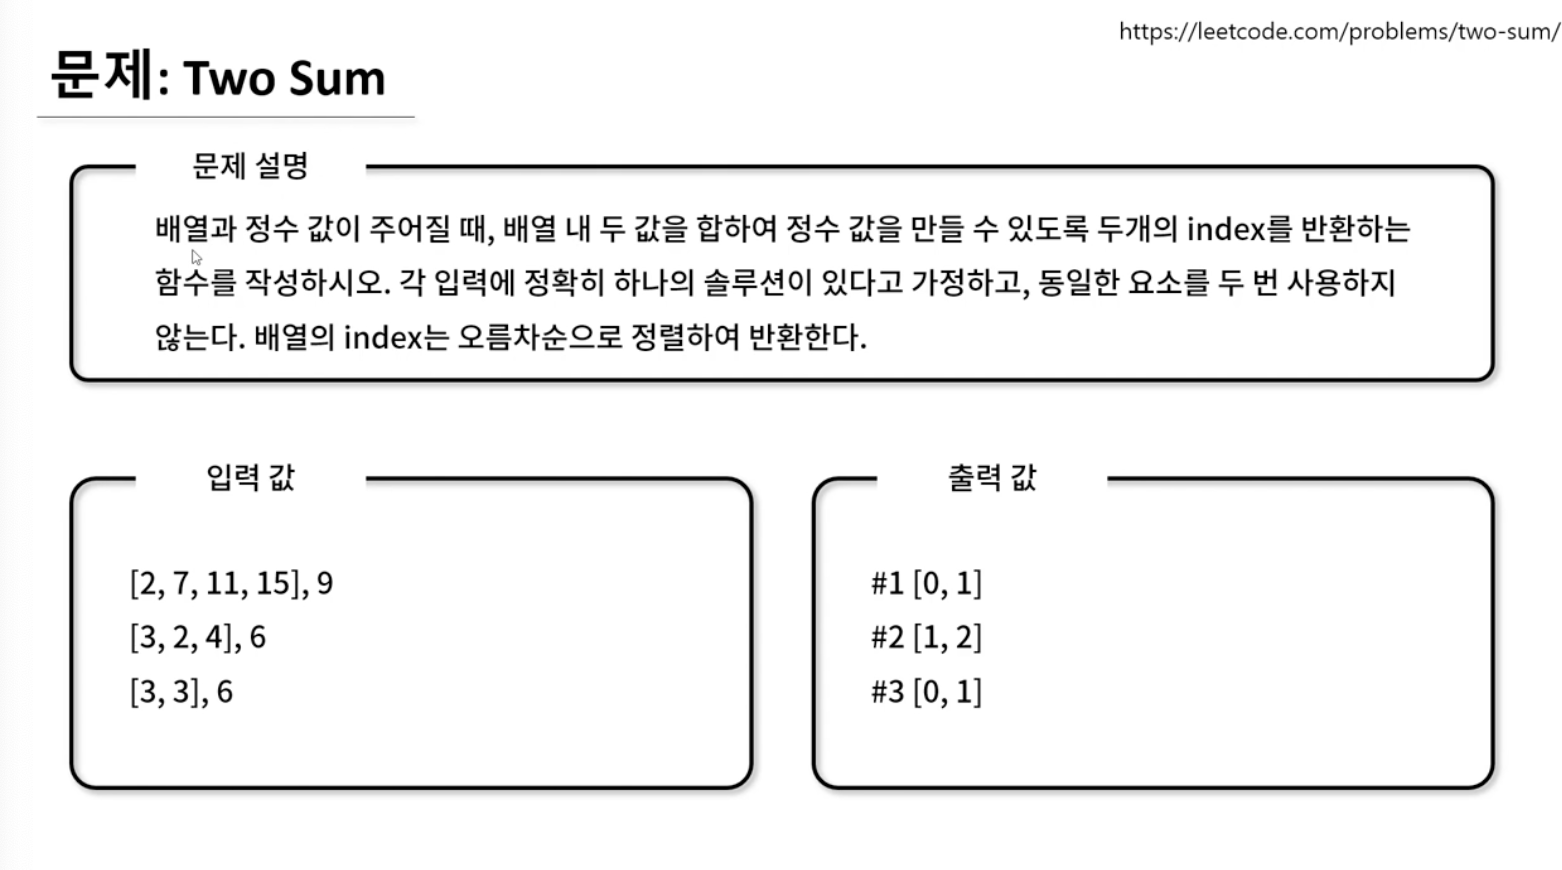 https://leetcode.com/problems/two-sum/
문제: Two Sum
문제 설명
배열과 정수 값이 주어질 때, 배열 내 두 값을 합하여 정수 값을 만들 수 있도록 두개의 index를 반환하는
함수를 작성하시오. 각 입력에 정확히 하나의 솔루션이 있다고 가정하고, 동일한 요소를 두 번 사용하지
않는다. 배열의 index는 오름차순으로 정렬하여 반환한다.
입력 값
[2, 7, 11, 15], 9
[3, 2, 4], 6
[3, 3], 6
출력 값
#1 [0, 1]
#2 [1, 2]
#3 [0, 1]